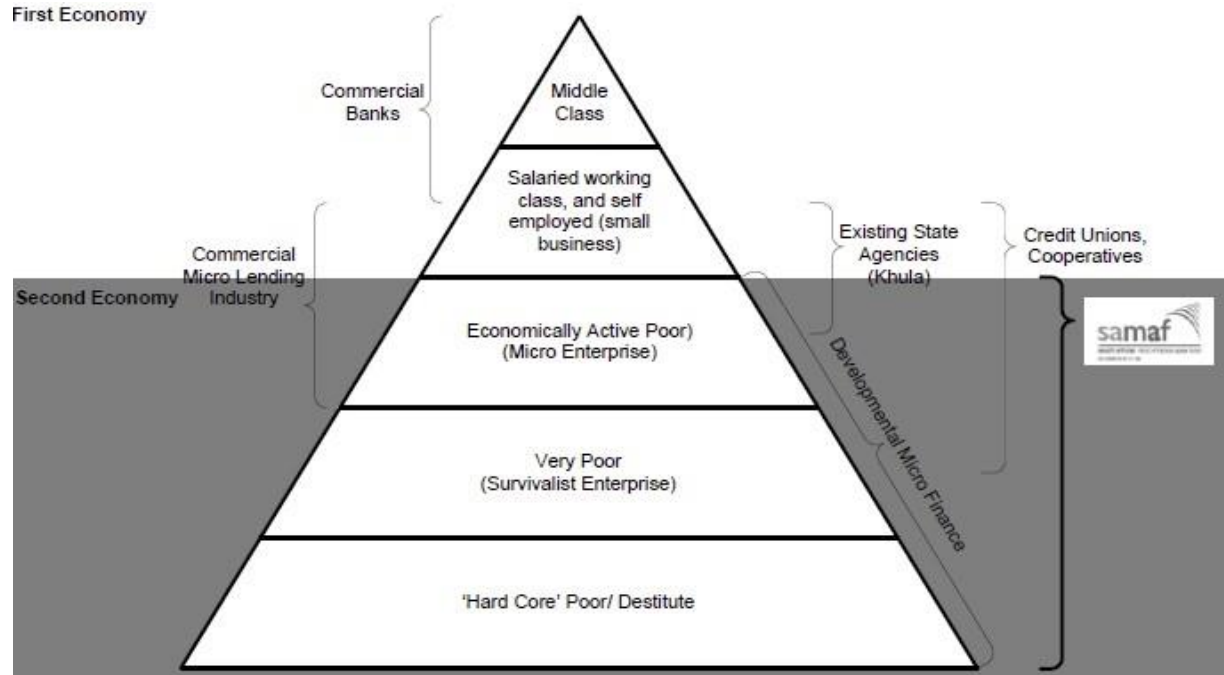 First Economy
Commercial
Banks
Middle
Class
Salaried working
class, and self
employed (small
business)
Existing State
Agencies
(Khula)
Credit Unions,
Cooperatives
Commercial
Micro Lending
Industry
Second Economy
Economically Active Poor)
(Micro Enterprise)
samaf
Developmental Micro Finance
Very Poor
(Survivalist Enterprise)
‘Hard Core’ Poor/ Destitute